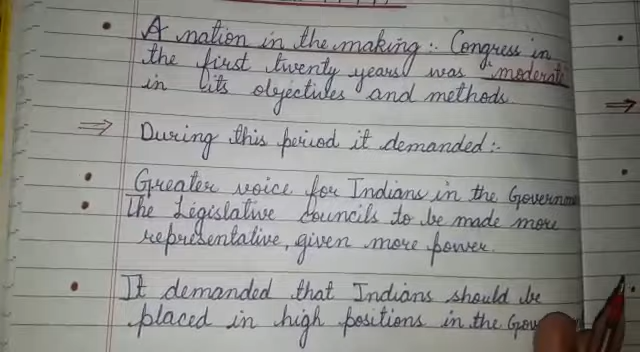 • A nation in the making :- Congress in
the first twenty years was "moderate"
in its objectives and methods.
⇒ During this period it demanded :-
• Greater voice for Indians in the
• The Legislative councils to be made more
representative, given more power.
• It demanded that Indians should be
placed in high positions in the